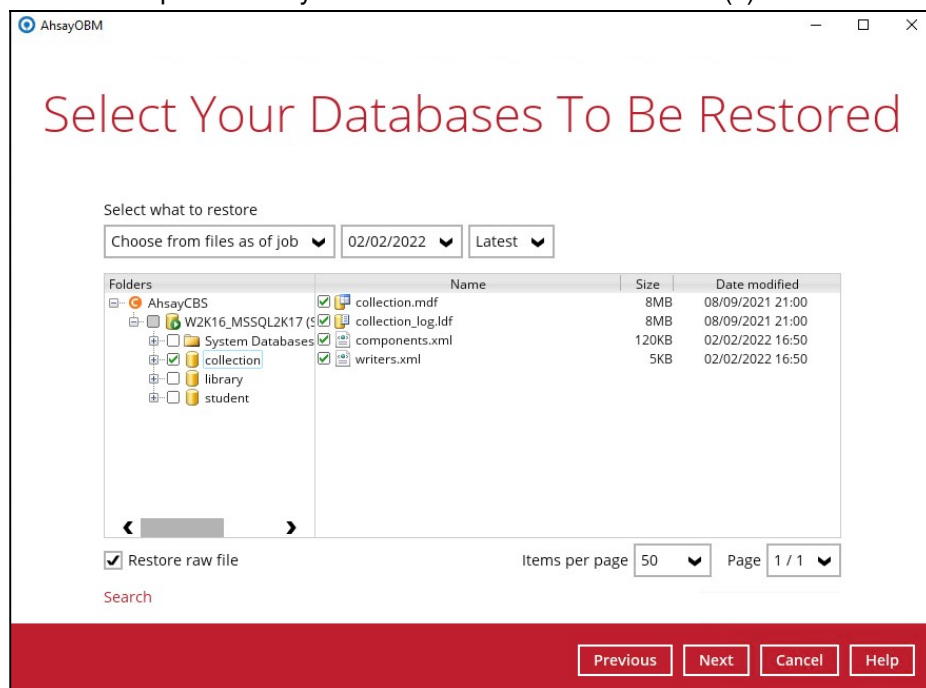 AhsayOBM
Select Your Databases To Be Restored
Select what to restore
Choose from files as of job 02/02/2022 Latest
Folders Name Size Date modified
AhsayCBS collection.mdf 8MB 08/09/2021 21:00
W2K16_MSSQL2K17 ( collection_log.ldf 8MB 08/09/2021 21:00
System Databases components.xml 120KB 02/02/2022 16:50
collection writers.xml 5KB 02/02/2022 16:50
library
student
Restore raw file Items per page 50 Page 1 / 1
Search
Previous Next Cancel Help